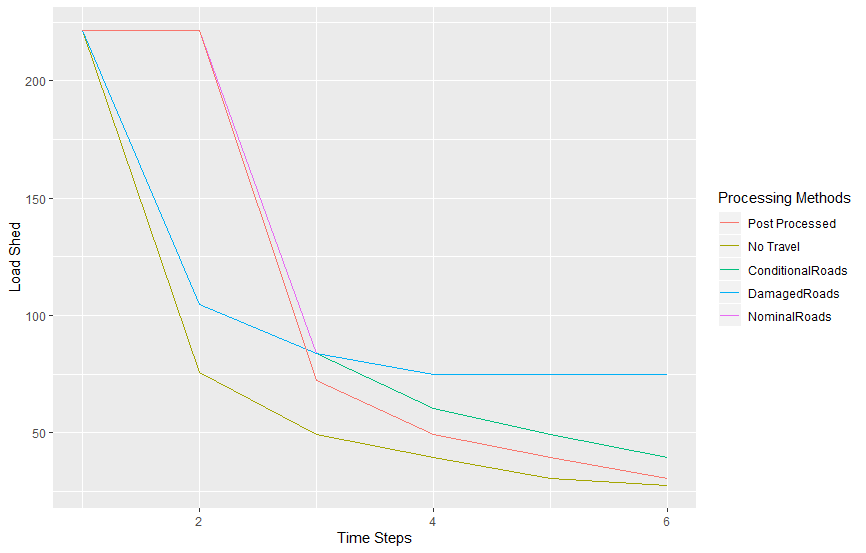 200
150
100
50
Load Shed
2
4
6
Time Steps
Processing Methods
Post Processed
No Travel
ConditionalRoads
DamagedRoads
NominalRoads